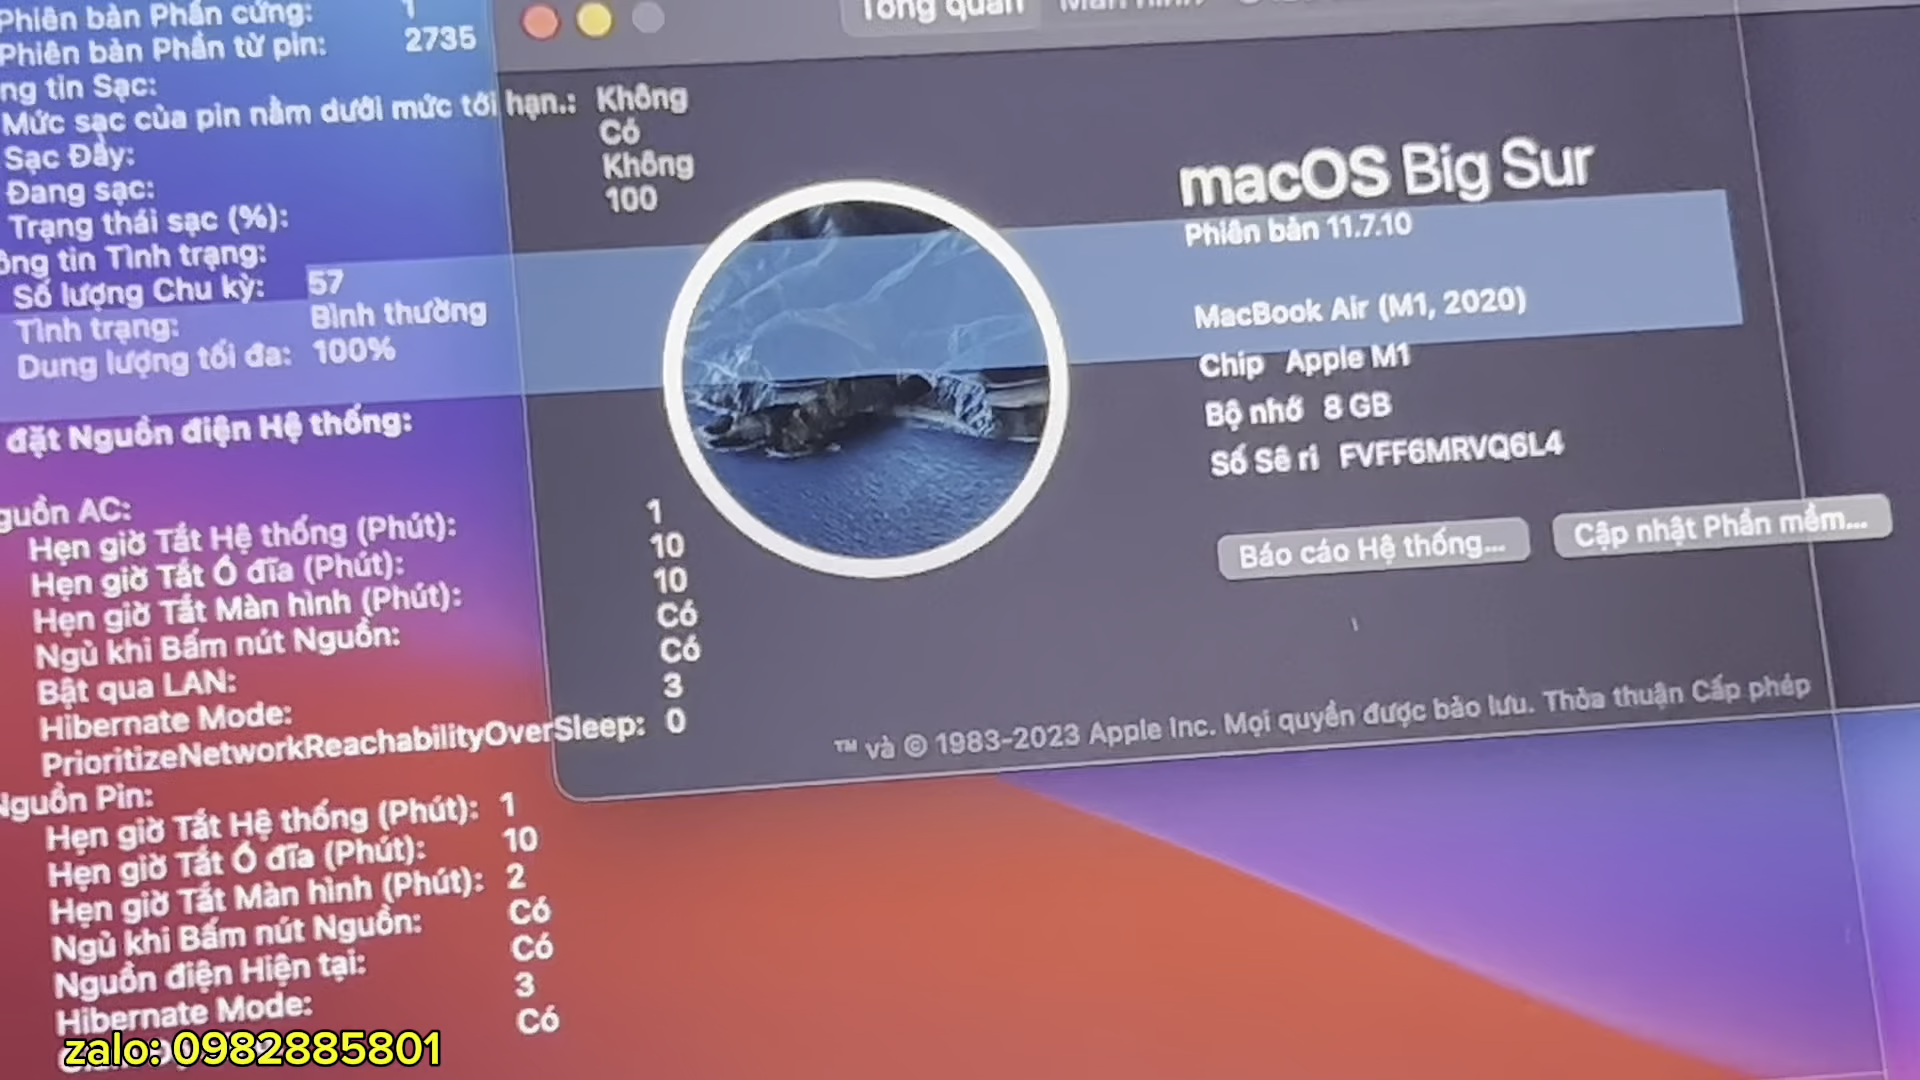 Phiên bản Phần cứng: 1
Phiên bản Phần tử pin: 2735
ng tin Sạc:
Mức sạc của pin nằm dưới mức tới hạn.: Không
Sạc Đầy: Có
Đang sạc: Không
Trạng thái sạc (%): 100
ông tin Tình trạng:
Số lượng Chu kỳ: 57
Tình trạng: Bình thường
Dung lượng tối đa: 100%
đặt Nguồn điện Hệ thống:
guồn AC:
Hẹn giờ Tắt Hệ thống (Phút): 1
Hẹn giờ Tắt Ổ đĩa (Phút): 10
Hẹn giờ Tắt Màn hình (Phút): 10
Ngủ khi Bấm nút Nguồn: Có
Bật qua LAN: Có
Hibernate Mode: 3
PrioritizeNetworkReachabilityOverSleep: 0
Nguồn Pin:
Hẹn giờ Tắt Hệ thống (Phút): 1
Hẹn giờ Tắt Ổ đĩa (Phút): 10
Hẹn giờ Tắt Màn hình (Phút): 2
Ngủ khi Bấm nút Nguồn: Có
Nguồn điện Hiện tại: Có
Hibernate Mode: 3
Có
zalo: 0982885801
Tổng quan Màn hình
macOS Big Sur
Phiên bản 11.7.10
MacBook Air (M1, 2020)
Chip Apple M1
Bộ nhớ 8 GB
Số Sê ri FVFF6MRVQ6L4
Báo cáo Hệ thống... Cập nhật Phần mềm...
™ và © 1983-2023 Apple Inc. Mọi quyền được bảo lưu. Thỏa thuận Cấp phép